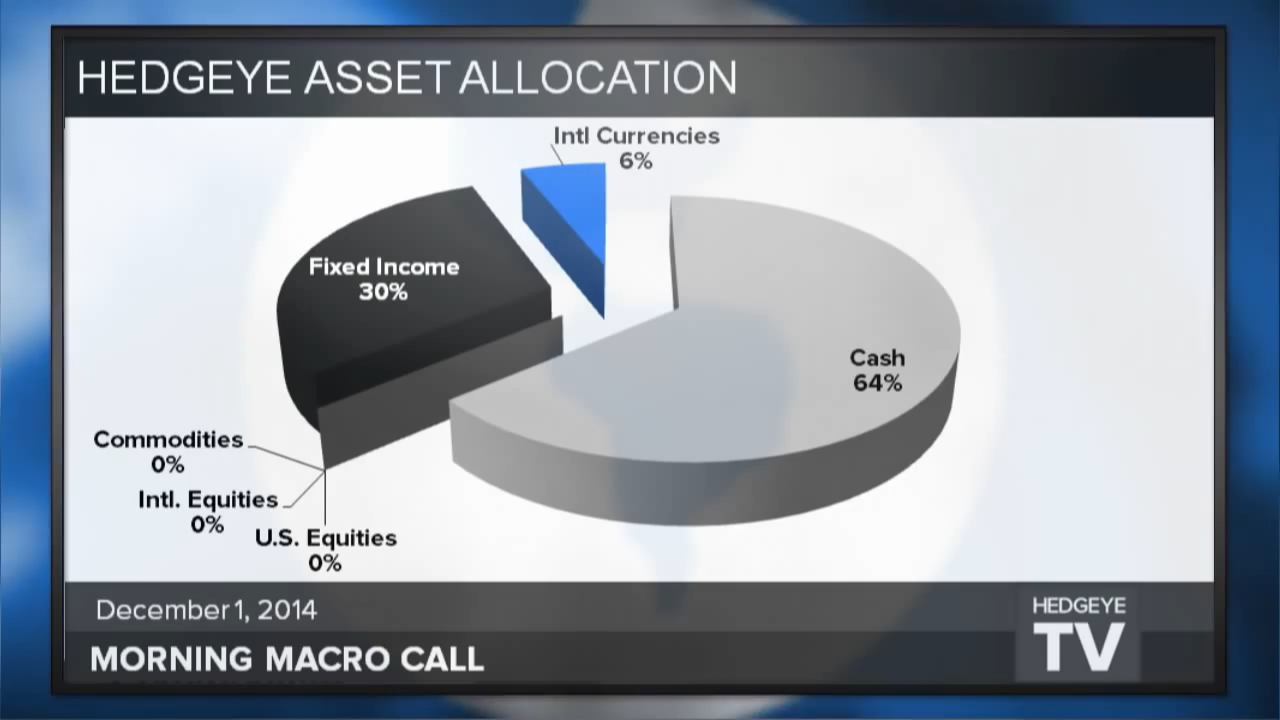 HEDGEYE ASSET ALLOCATION
Intl Currencies
6%
Fixed Income
30%
Cash
64%
Commodities
0%
Intl. Equities
0%
U.S. Equities
0%
December 1, 2014
MORNING MACRO CALL
HEDGEYE
TV